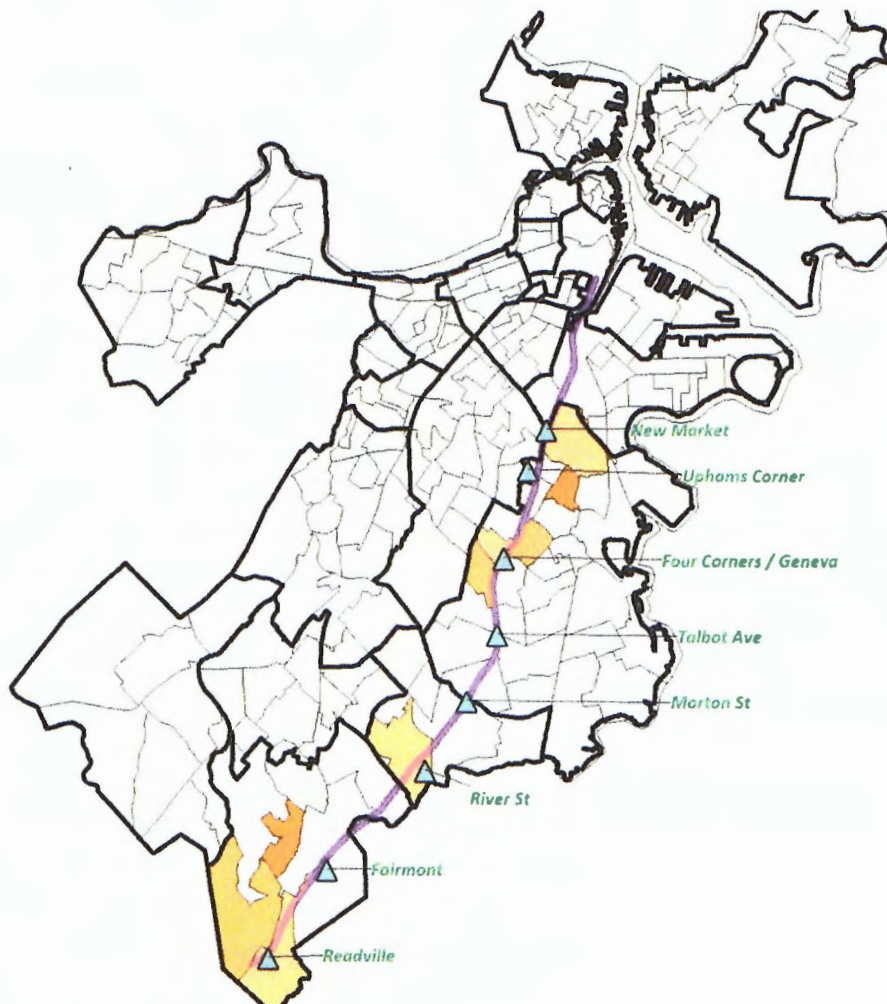 New Market
Uphams Corner
Four Corners / Geneva
Talbot Ave
Morton St
River St
Fairmont
Readville